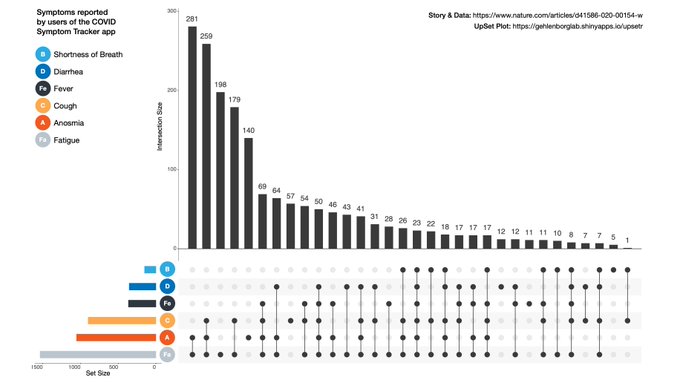 Symptoms reported
by users of the COVID
Symptom Tracker app
Story & Data: https://www.nature.com/articles/d41586-020-00154-w
UpSet Plot: https://gehlenborglab.shinyapps.io/upsetr
B Shortness of Breath
D Diarrhea
Fe Fever
C Cough
A Anosmia
Fa Fatigue
Intersection Size
300
200
100
0
281 259 198 179 140 69 64 57 54 50 46 43 41 31 28 26 23 22 18 17 17 17 12 12 11 11 10 8 7 7 5 1
B
D
Fe
C
A
Fa
1500 1000 500 0
Set Size